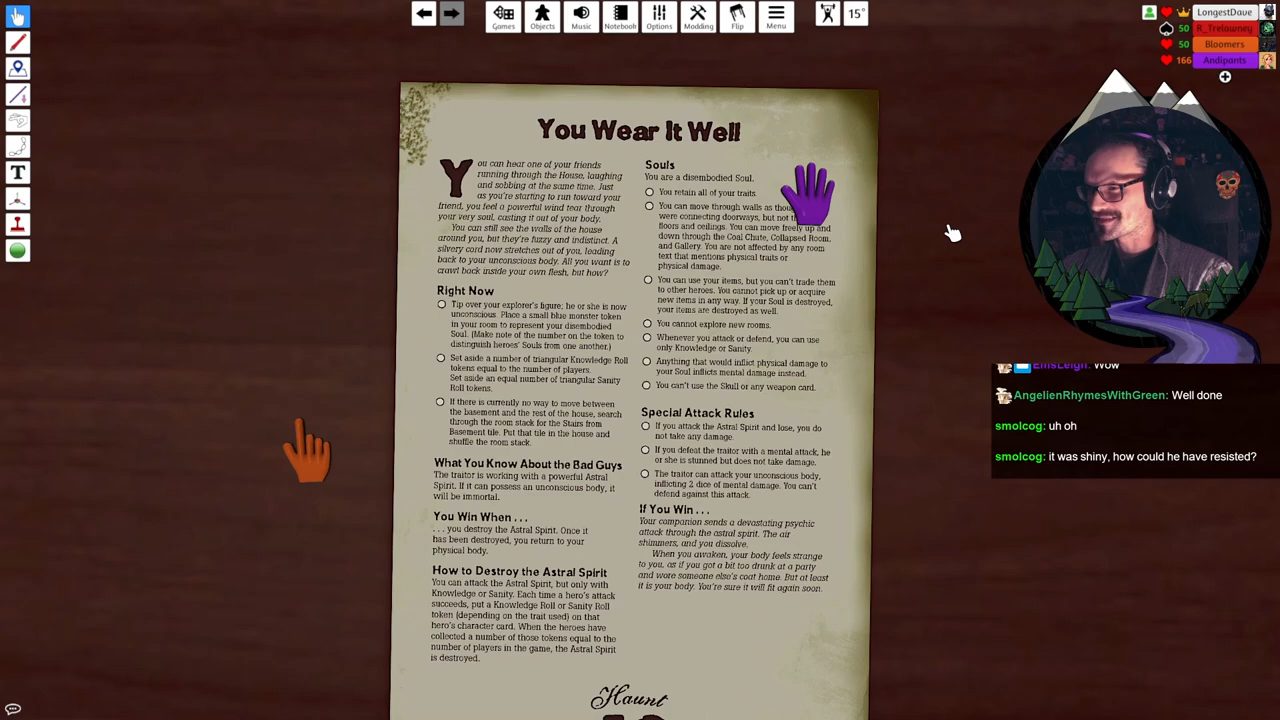 15°
Games
Objects
Music
Notebook
Options
Modding
Flip
Menu
LongestDave
50 R_Trelawney
50 Bloomers
166 Andipants
T
You Wear It Well
You can hear one of your friends
running through the House, laughing
and sobbing at the same time. Just
as you're starting to run toward your
friend, you feel a powerful wind tear through
your very soul, casting it out of your body.
You can still see the walls of the house
around you, but they're fuzzy and indistinct. A
silvery cord now stretches out of you, leading
back to your unconscious body. All you want is to
crawl back inside your own flesh, but how?
Right Now
Tip over your explorer's figure; he or she is now
unconscious. Place a small blue monster token
in your room to represent your disembodied
Soul. (Make note of the number on the token to
distinguish heroes' Souls from one another.)
Set aside a number of triangular Knowledge Roll
tokens equal to the number of players.
Set aside an equal number of triangular Sanity
Roll tokens.
If there is currently no way to move between
the basement and the rest of the house, search
through the room stack for the Stairs from
Basement tile. Put that tile in the house and
shuffle the room stack.
What You Know About the Bad Guys
The traitor is working with a powerful Astral
Spirit. If it can possess an unconscious body, it
will be immortal.
You Win When . . .
. . . you destroy the Astral Spirit. Once it
has been destroyed, you return to your
physical body.
How to Destroy the Astral Spirit
You can attack the Astral Spirit, but only with
Knowledge or Sanity. Each time a hero's attack
succeeds, put a Knowledge Roll or Sanity Roll
token (depending on the trait used) on that
hero's character card. When the heroes have
collected a number of those tokens equal to the
number of players in the game, the Astral Spirit
is destroyed.
Souls
You are a disembodied Soul.
You retain all of your traits.
You can move through walls as
were connecting doorways, but not
floors and ceilings. You can move freely up and
down through the Coal Chute, Collapsed Room,
and Gallery. You are not affected by any room
text that mentions physical traits or
physical damage.
You can use your items, but you can't trade them
to other heroes. You cannot pick up or acquire
new items in any way. If your Soul is destroyed,
your items are destroyed as well.
You cannot explore new rooms.
Whenever you attack or defend, you can use
only Knowledge or Sanity.
Anything that would inflict physical damage to
your Soul inflicts mental damage instead.
You can't use the Skull or any weapon card.
Special Attack Rules
If you attack the Astral Spirit and lose, you do
not take any damage.
If you defeat the traitor with a mental attack, he
or she is stunned but does not take damage.
The traitor can attack your unconscious body,
inflicting 2 dice of mental damage. You can't
defend against this attack.
If You Win . . .
Your companion sends a devastating psychic
attack through the astral spirit. The air
shimmers, and you dissolve.
When you awaken, your body feels strange
to you, as if you got a bit too drunk at a party
and wore someone else's coat home. But at least
it is your body. You're sure it will fit again soon.
Haunt
EmsLeigh: Wow
AngelienRhymesWithGreen: Well done
smolcog: uh oh
smolcog: it was shiny, how could he have resisted?